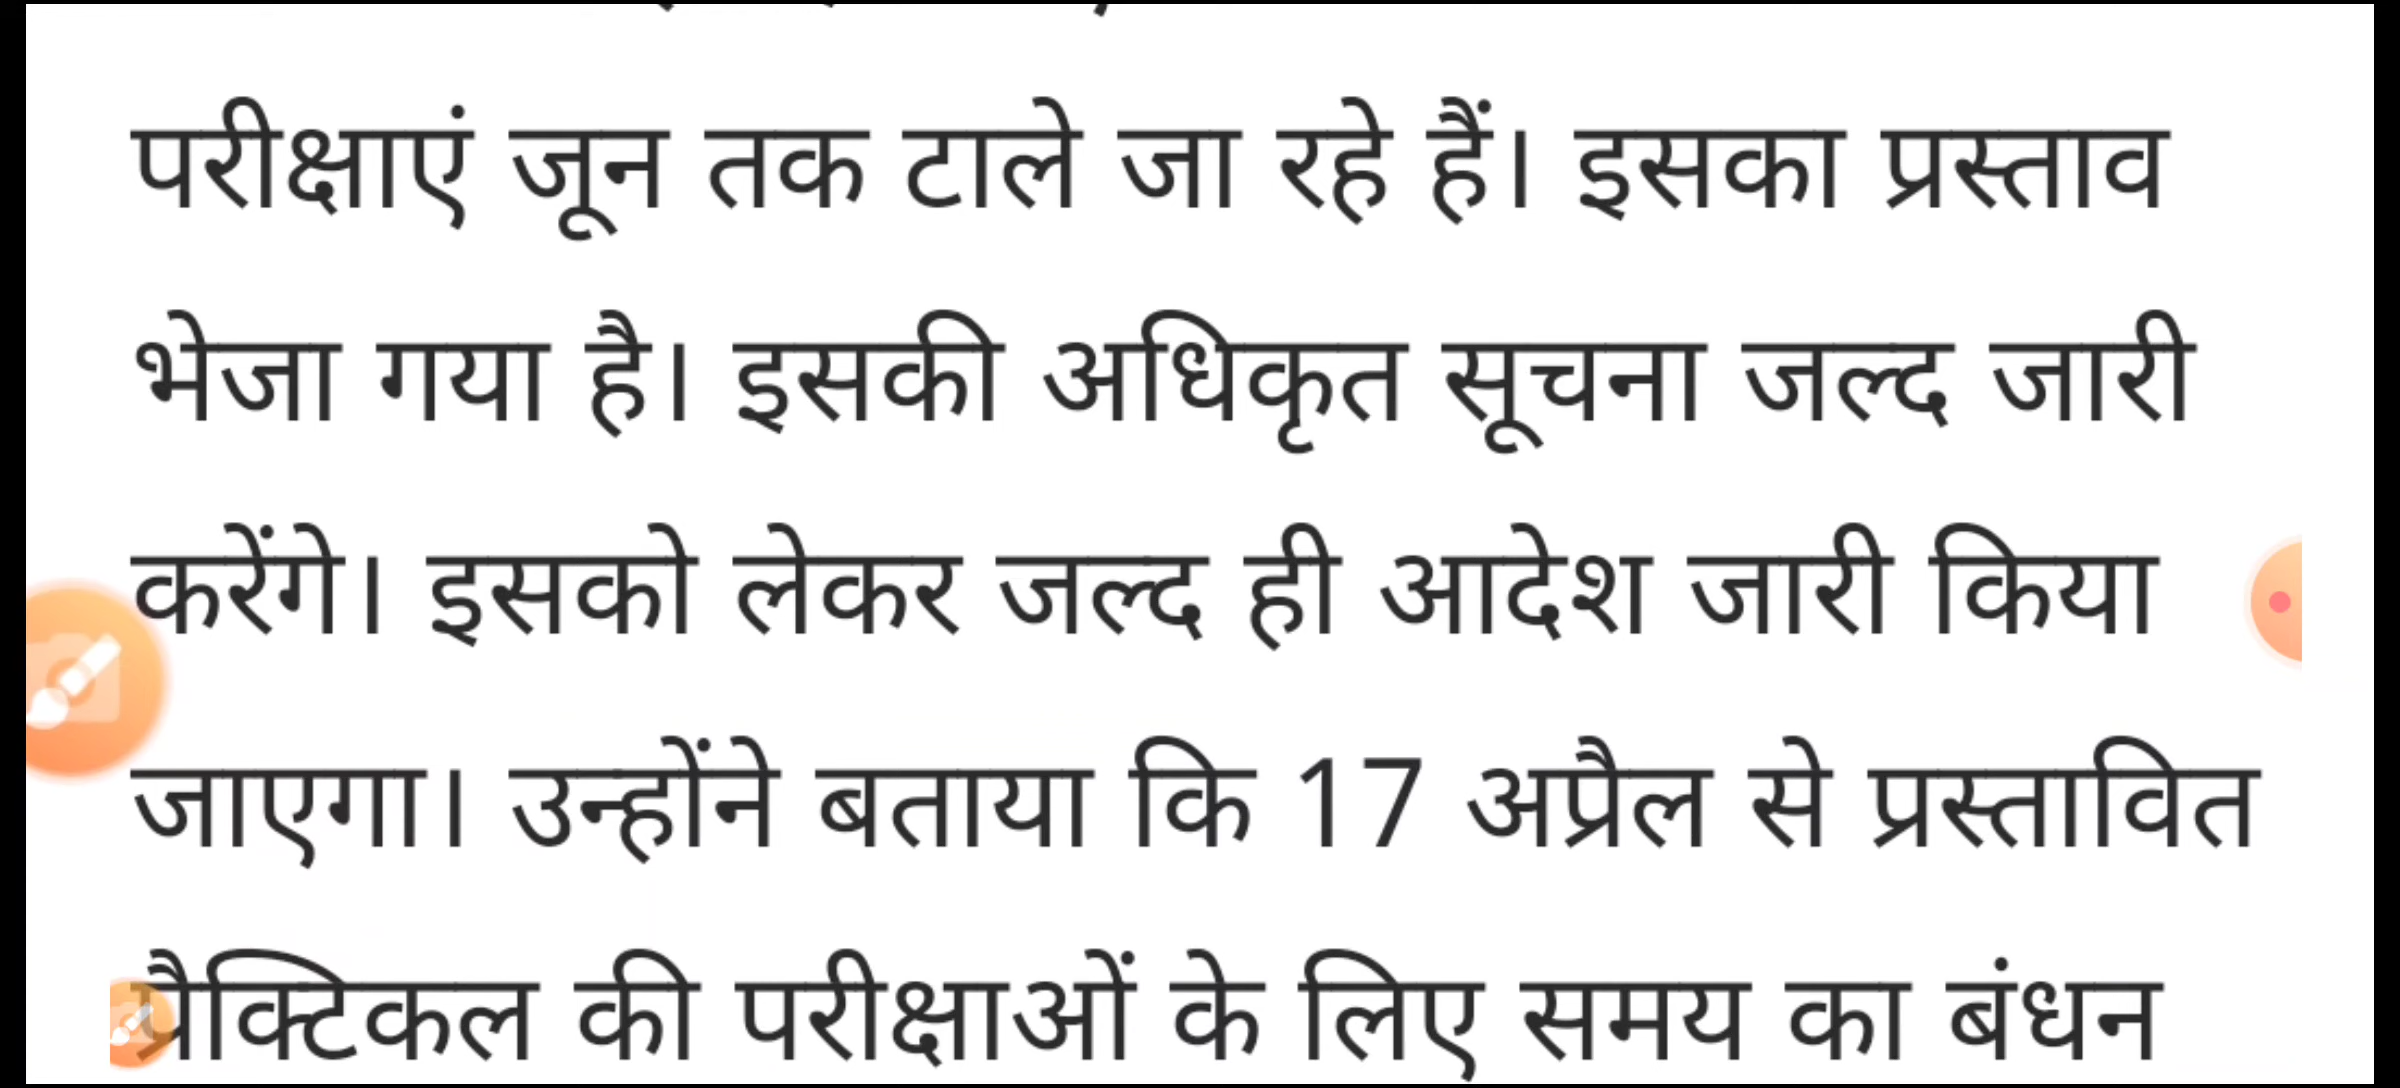 परीक्षाएं जून तक टाले जा रहे हैं। इसका प्रस्ताव
भेजा गया है। इसकी अधिकृत सूचना जल्द जारी
करेंगे। इसको लेकर जल्द ही आदेश जारी किया
जाएगा। उन्होंने बताया कि 17 अप्रैल से प्रस्तावित
प्रैक्टिकल की परीक्षाओं के लिए समय का बंधन